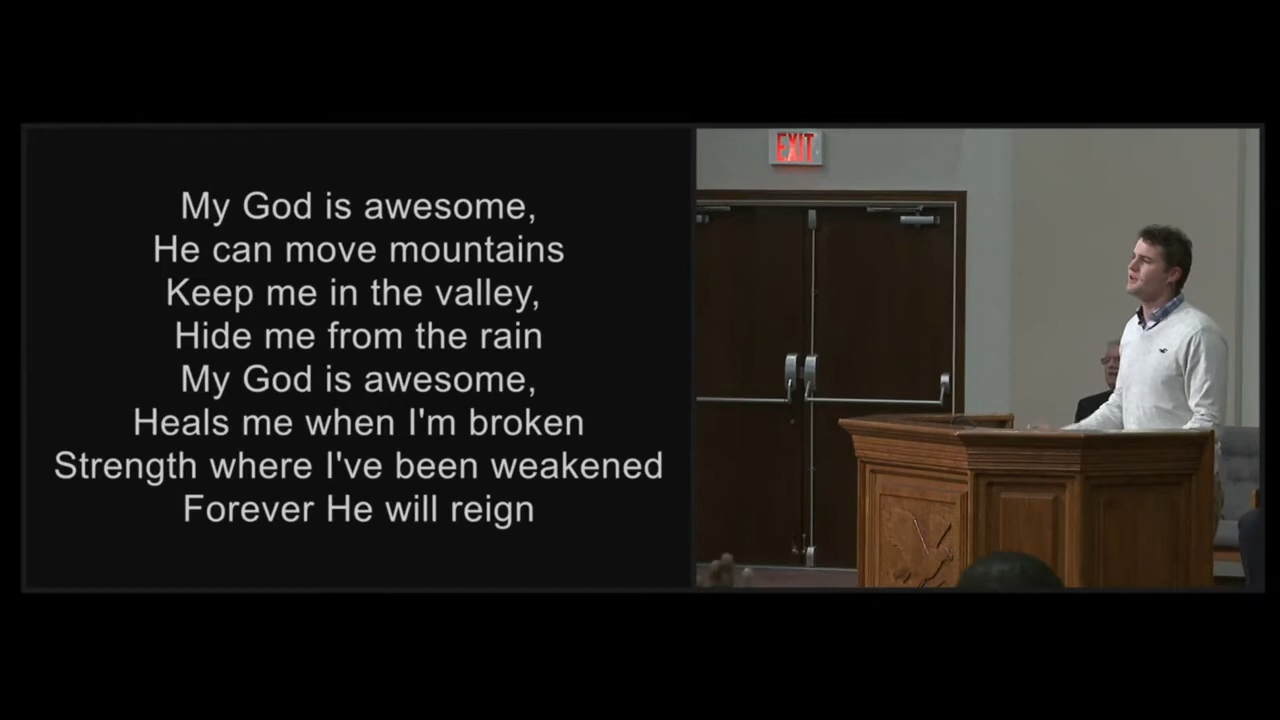 My God is awesome,
He can move mountains
Keep me in the valley,
Hide me from the rain
My God is awesome,
Heals me when I'm broken
Strength where I've been weakened
Forever He will reign
EXIT